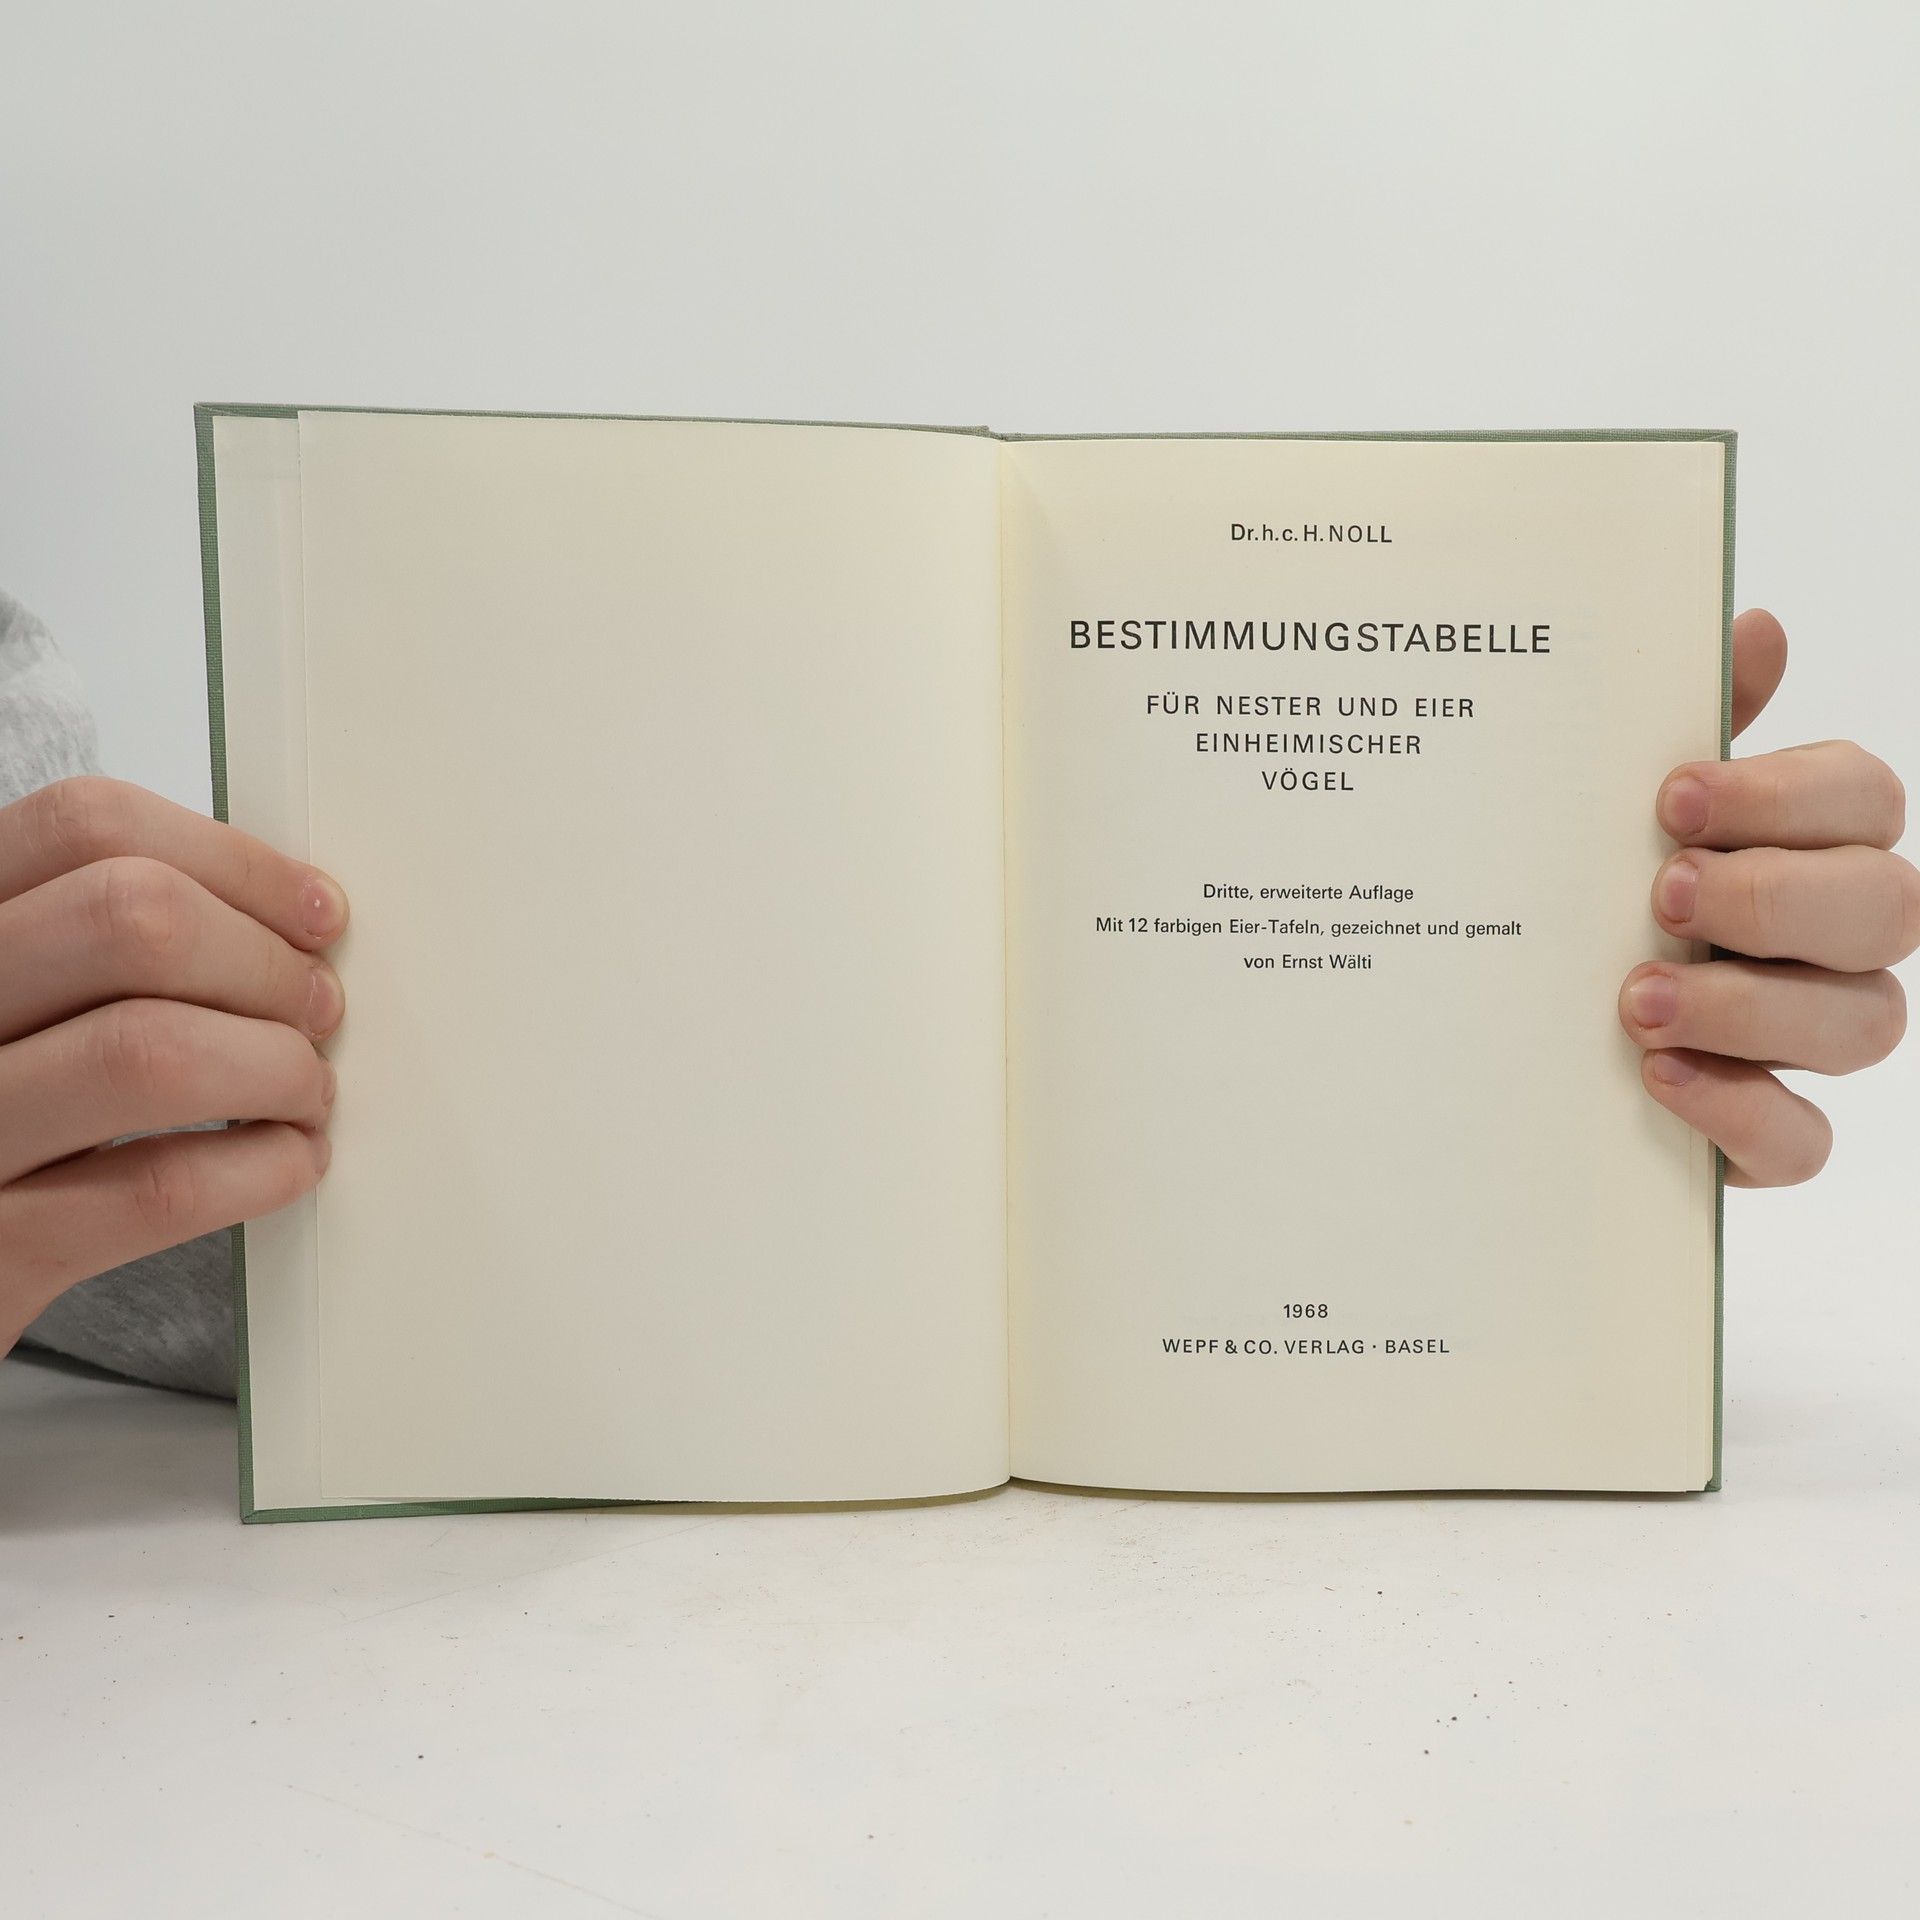 Dr. h. c. H. NOLL
BESTIMMUNGSTABELLE
FÜR NESTER UND EIER
EINHEIMISCHER
VÖGEL
Dritte, erweiterte Auflage
Mit 12 farbigen Eier-Tafeln, gezeichnet und gemalt
von Ernst Wälti
1968
WEPF & CO. VERLAG · BASEL